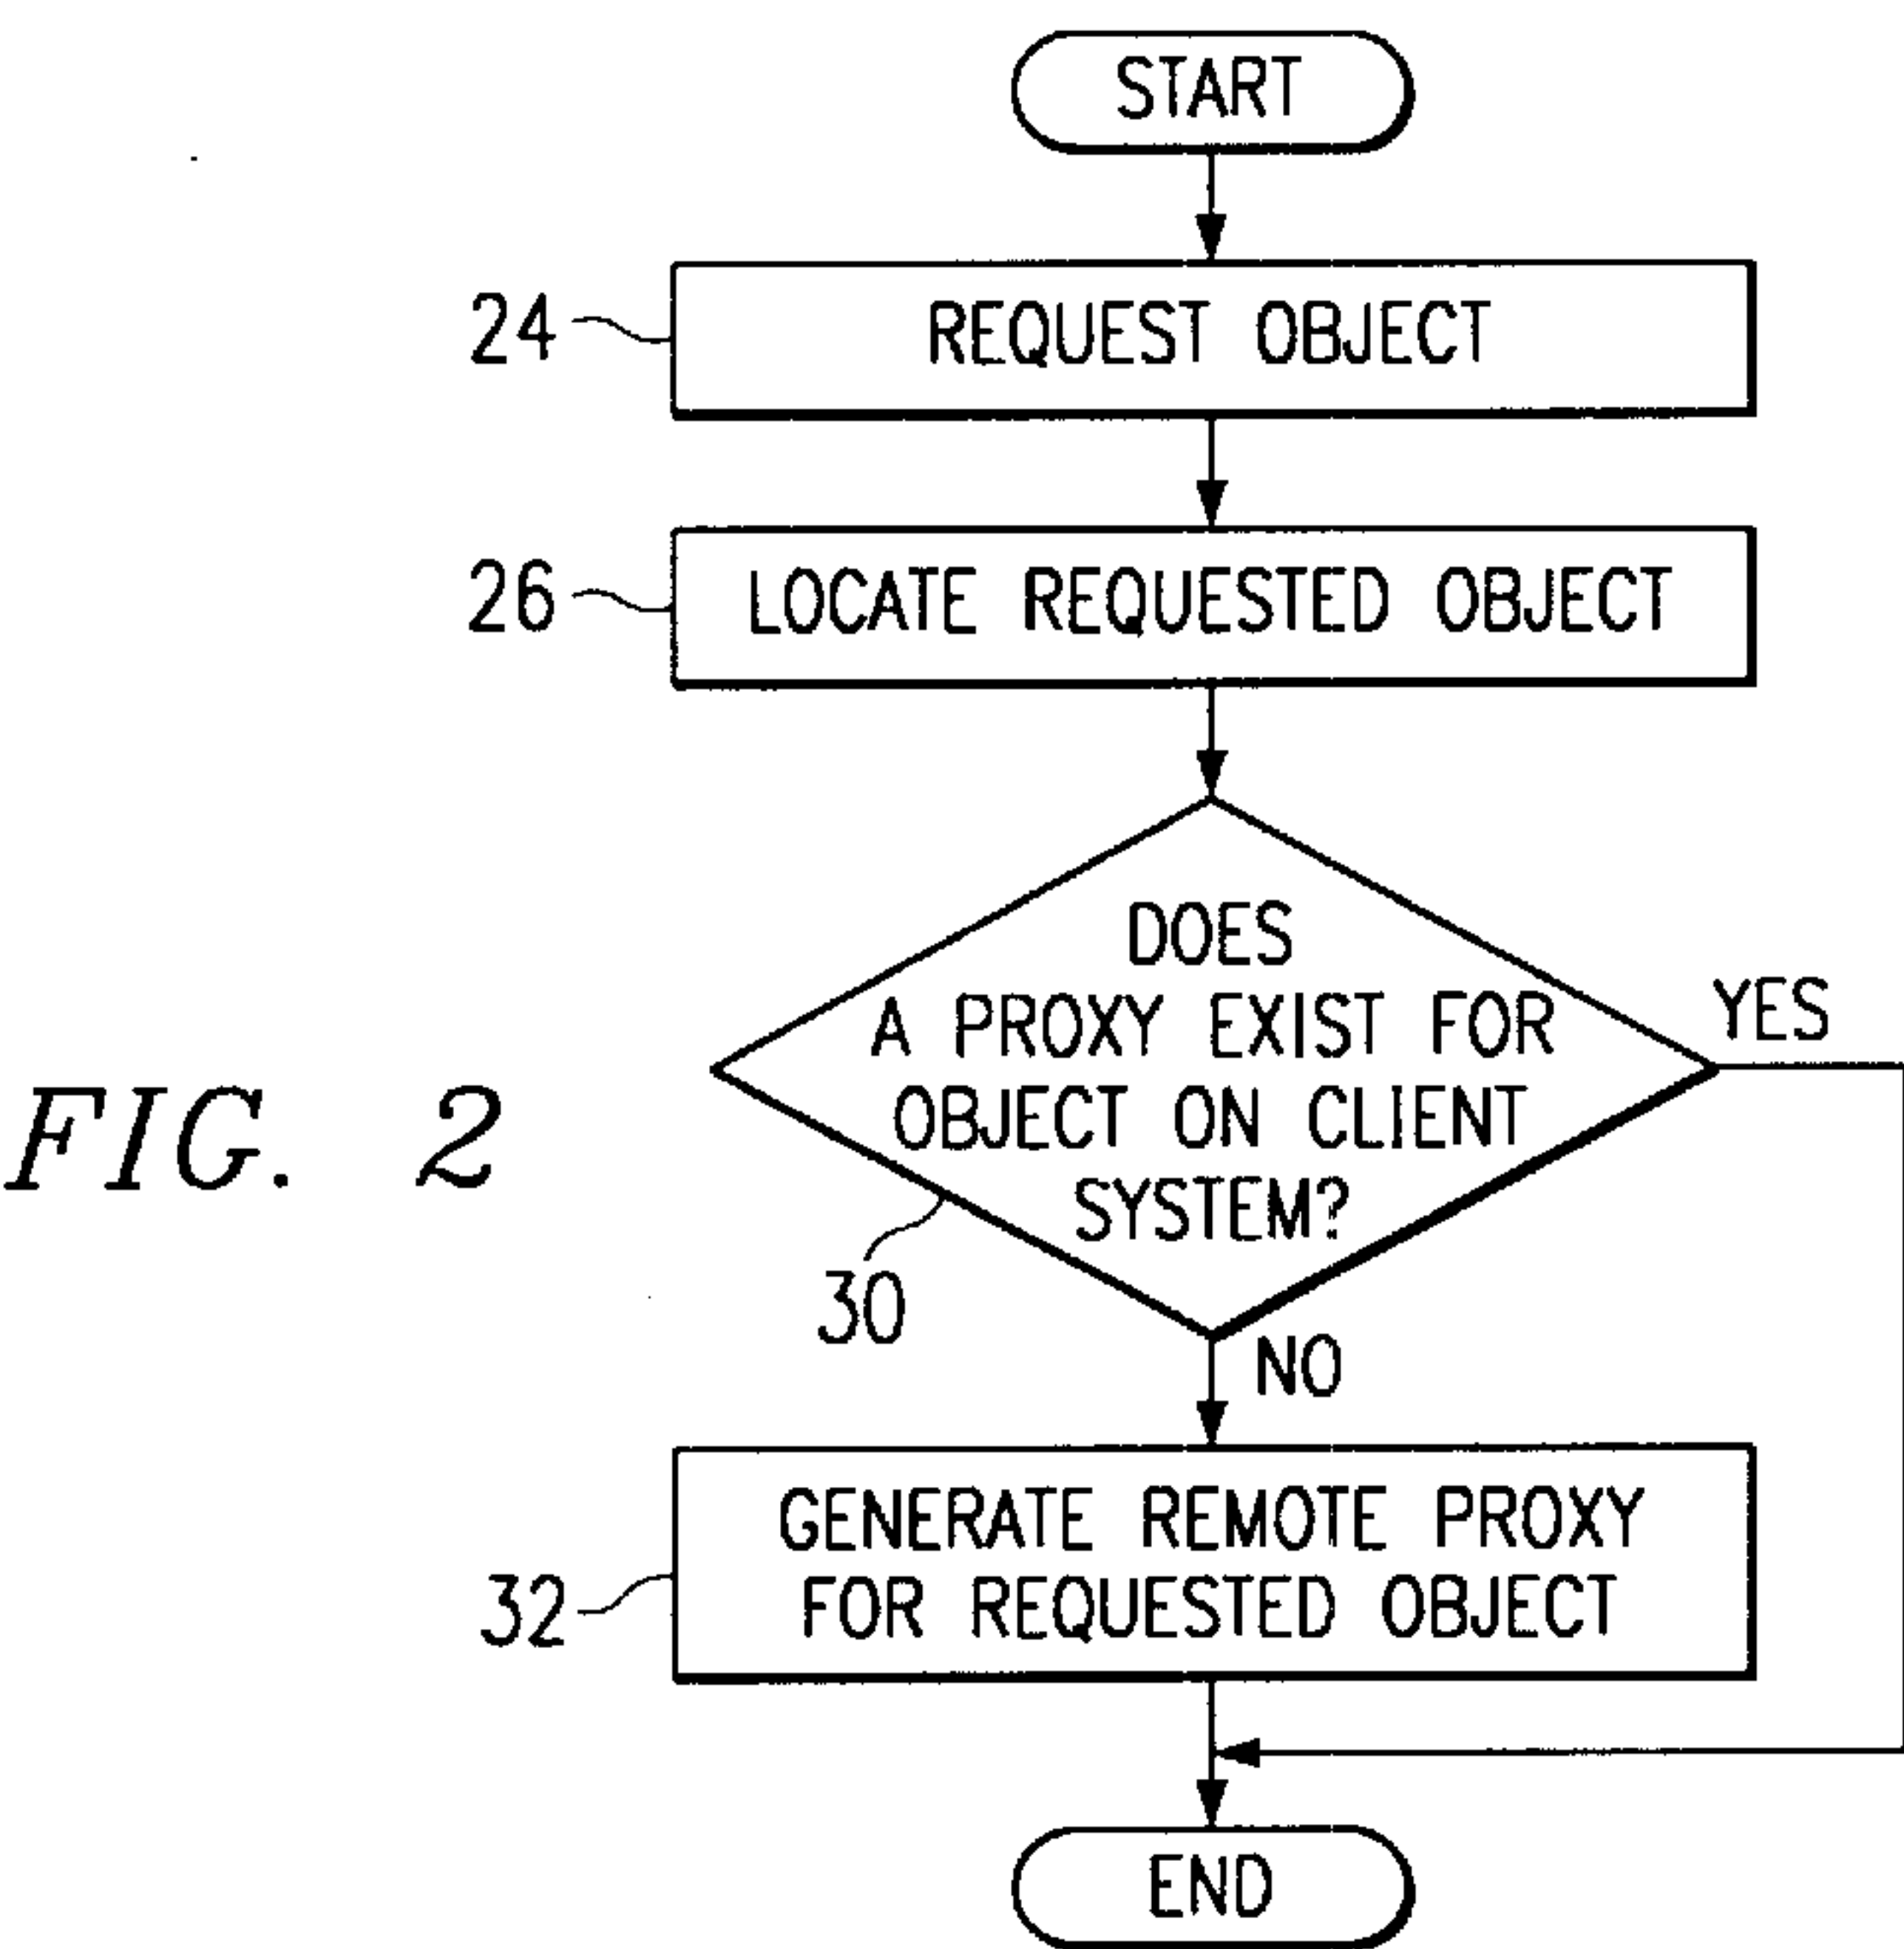 START
24
REQUEST OBJECT
26
LOCATE REQUESTED OBJECT
DOES
A PROXY EXIST FOR
OBJECT ON CLIENT
SYSTEM?
YES
FIG. 2
30
NO
GENERATE REMOTE PROXY
FOR REQUESTED OBJECT
32
END